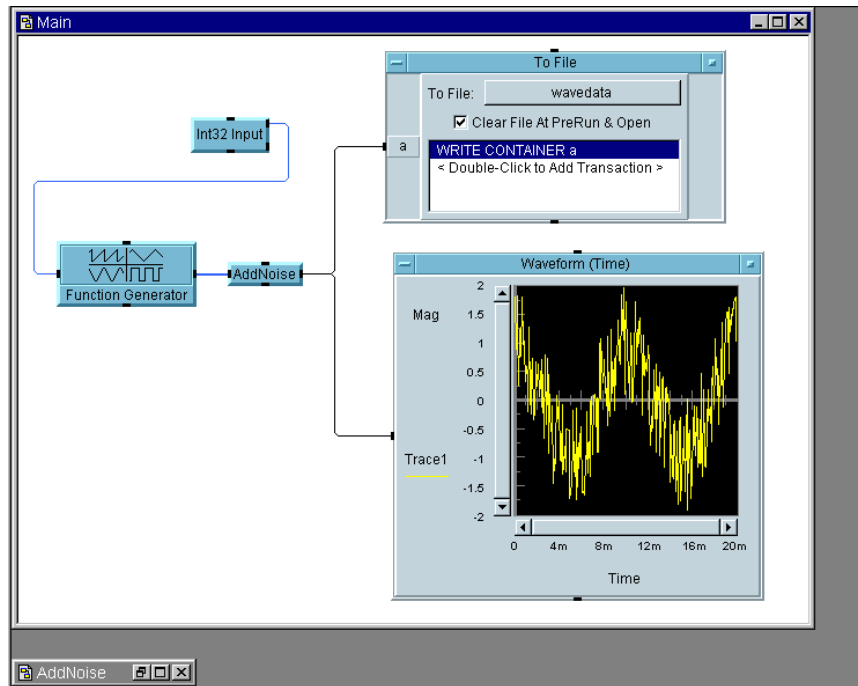 Main
To File
To File: wavedata
Clear File At PreRun & Open
a
WRITE CONTAINER a
< Double-Click to Add Transaction >
Int32 Input
Function Generator
AddNoise
Waveform (Time)
Mag
Trace1
2
1.5
1
0.5
0
-0.5
-1
-1.5
-2
0 4m 8m 12m 16m 20m
Time
AddNoise